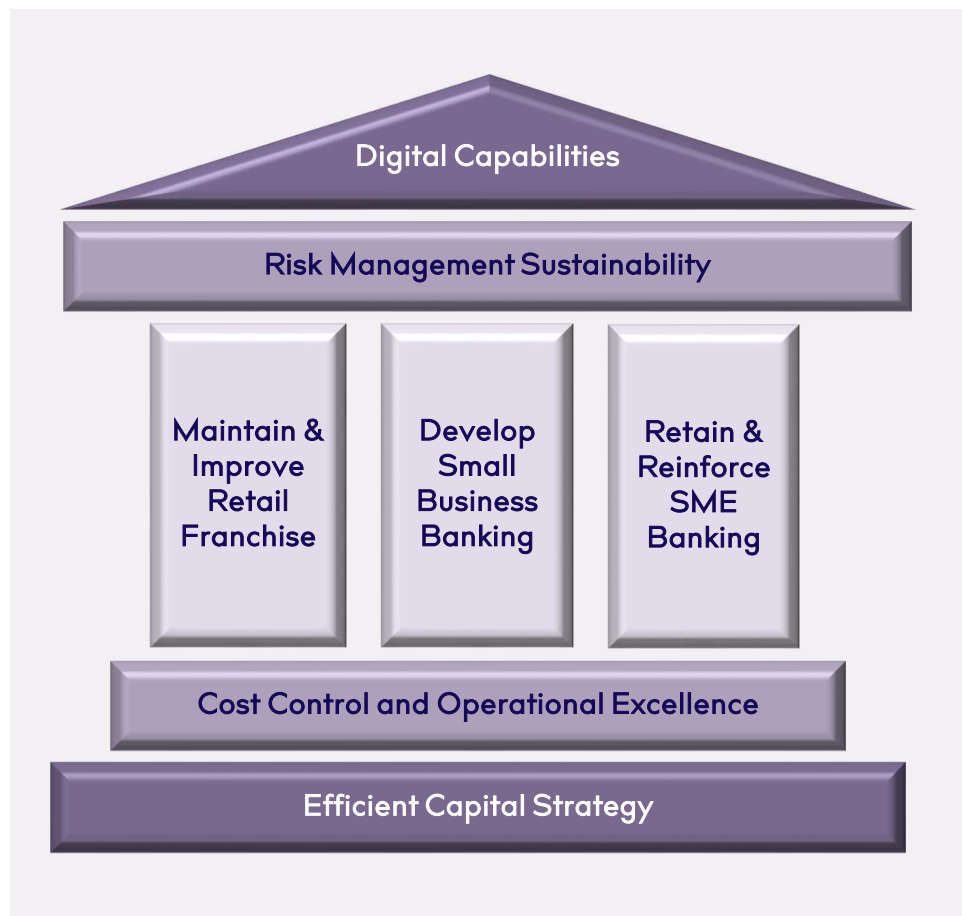 Digital Capabilities
Risk Management Sustainability
Maintain &
Improve
Retail
Franchise
Develop
Small
Business
Banking
Retain &
Reinforce
SME
Banking
Cost Control and Operational Excellence
Efficient Capital Strategy